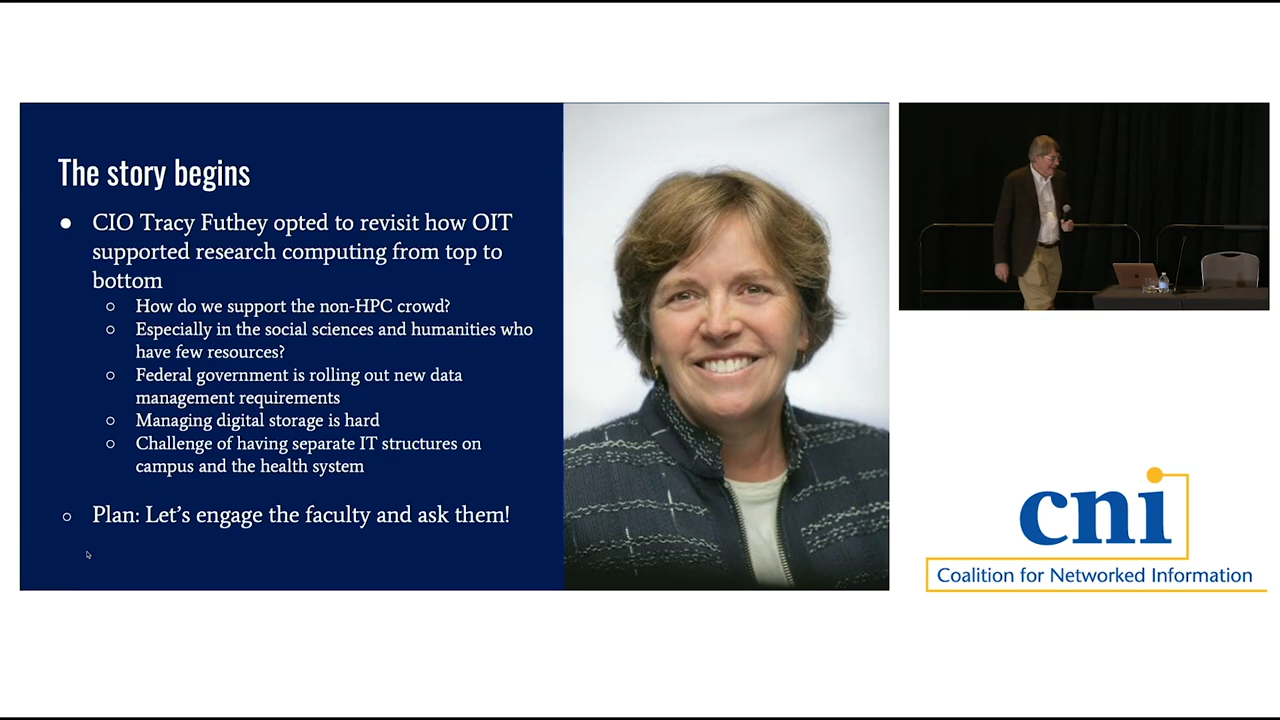 The story begins
● CIO Tracy Futhey opted to revisit how OIT
supported research computing from top to
bottom
○ How do we support the non-HPC crowd?
○ Especially in the social sciences and humanities who
have few resources?
○ Federal government is rolling out new data
management requirements
○ Managing digital storage is hard
○ Challenge of having separate IT structures on
campus and the health system
○ Plan: Let’s engage the faculty and ask them!
cni
Coalition for Networked Information